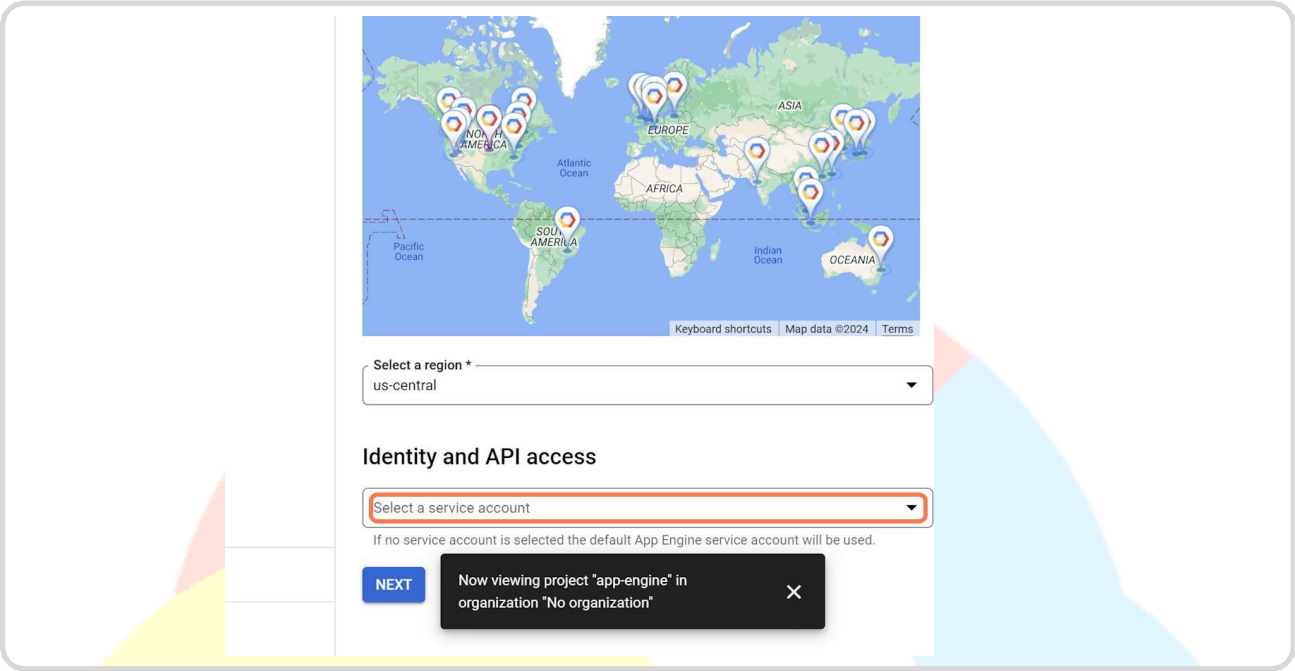 ASIA
EUROPE
NORTH
AMERICA
Atlantic
Ocean
AFRICA
SOUTH
AMERICA
Pacific
Ocean
Indian
Ocean
OCEANIA
Keyboard shortcuts
Map data ©2024
Terms
Select a region *
us-central
Identity and API access
Select a service account
If no service account is selected the default App Engine service account will be used.
NEXT
Now viewing project "app-engine" in
organization "No organization"